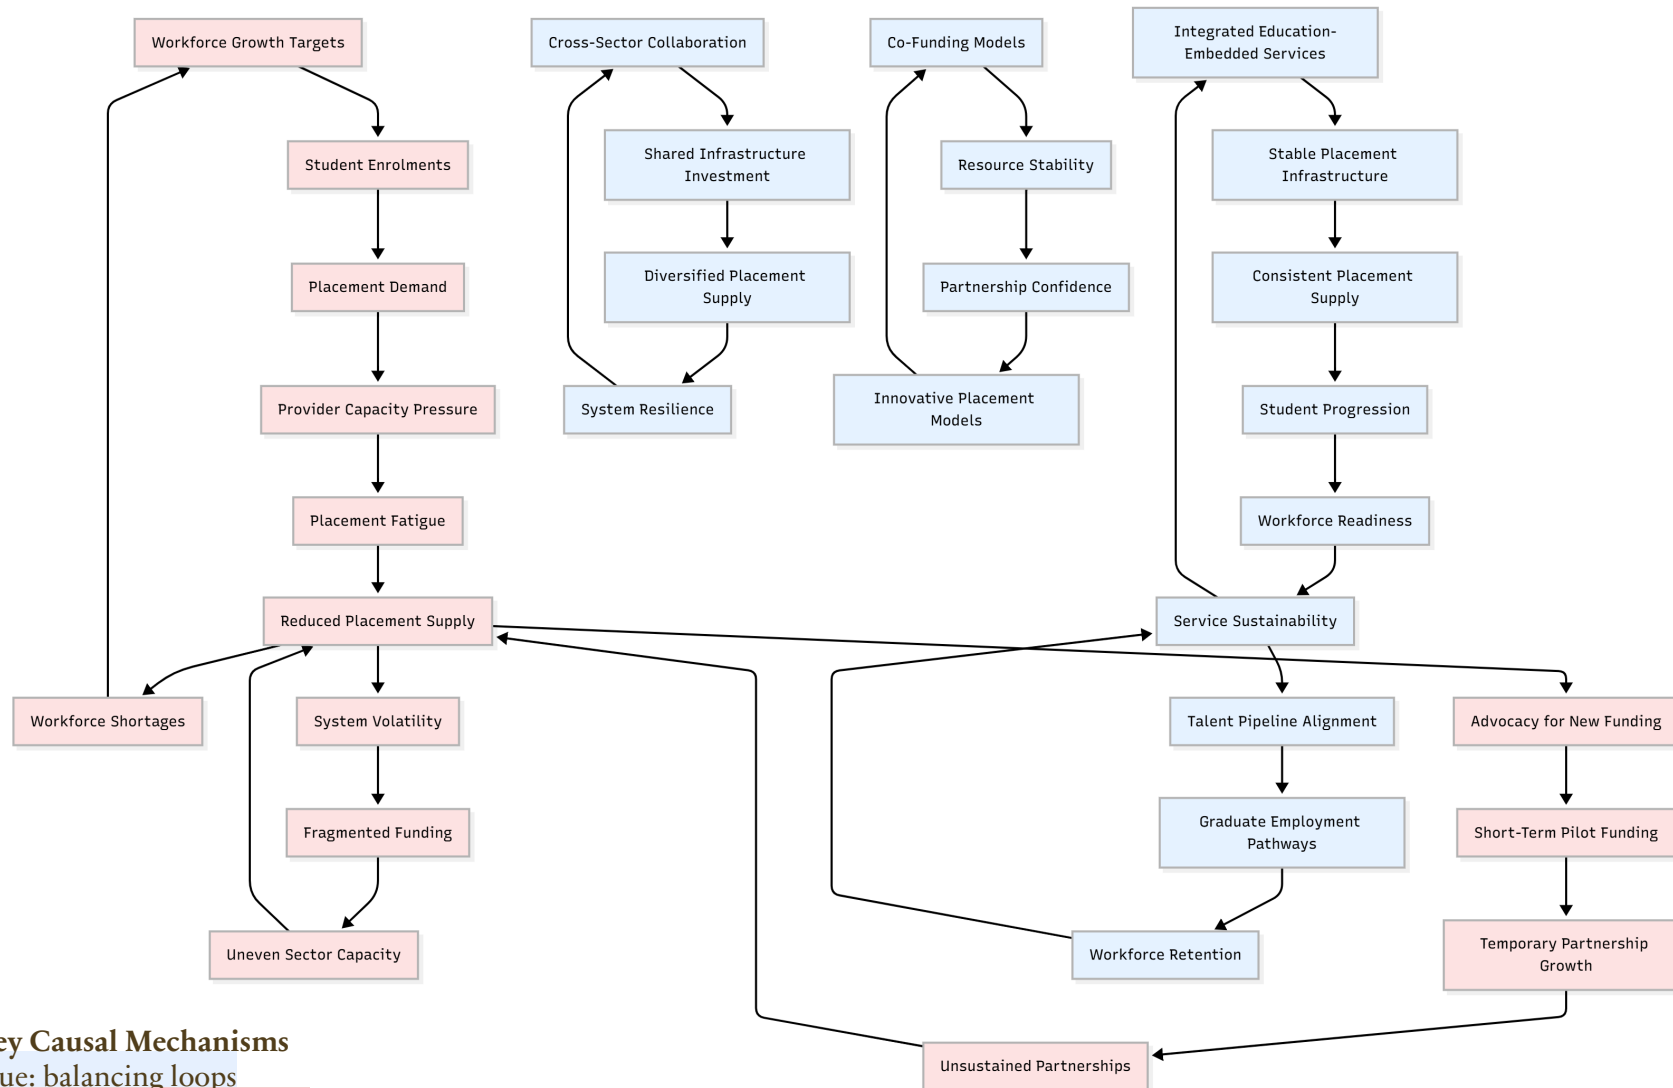 Workforce Growth Targets
Cross-Sector Collaboration
Co-Funding Models
Integrated Education-
Embedded Services
Student Enrolments
Shared Infrastructure
Investment
Resource Stability
Stable Placement
Infrastructure
Placement Demand
Diversified Placement
Supply
Partnership Confidence
Consistent Placement
Supply
Provider Capacity Pressure
System Resilience
Innovative Placement
Models
Student Progression
Placement Fatigue
Workforce Readiness
Reduced Placement Supply
Service Sustainability
Workforce Shortages
System Volatility
Talent Pipeline Alignment
Advocacy for New Funding
Fragmented Funding
Graduate Employment
Pathways
Short-Term Pilot Funding
Uneven Sector Capacity
Workforce Retention
Temporary Partnership
Growth
Unsustained Partnerships
ey Causal Mechanisms
ue: balancing loops